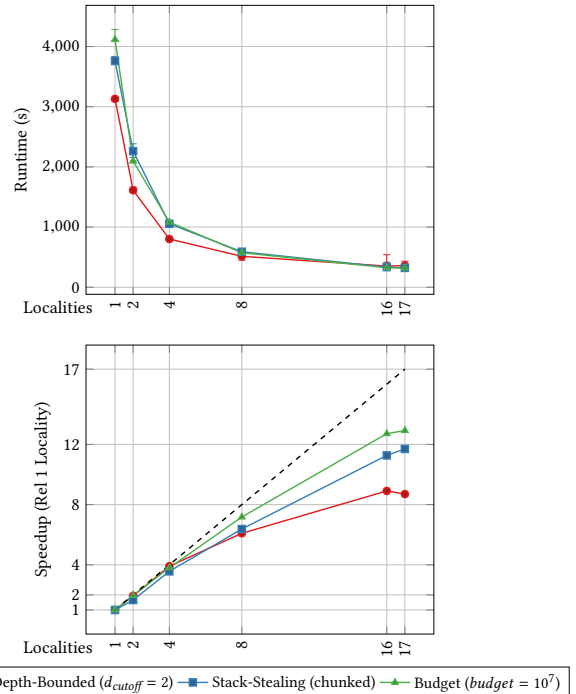 4,000
3,000
2,000
1,000
0
Runtime (s)
Localities 1 2 4 8 16 17
17
12
8
4
2
1
Speedup (Rel 1 Locality)
Localities 1 2 4 8 16 17
Depth-Bounded (d_cutoff = 2) Stack-Stealing (chunked) Budget (budget = 10⁷)